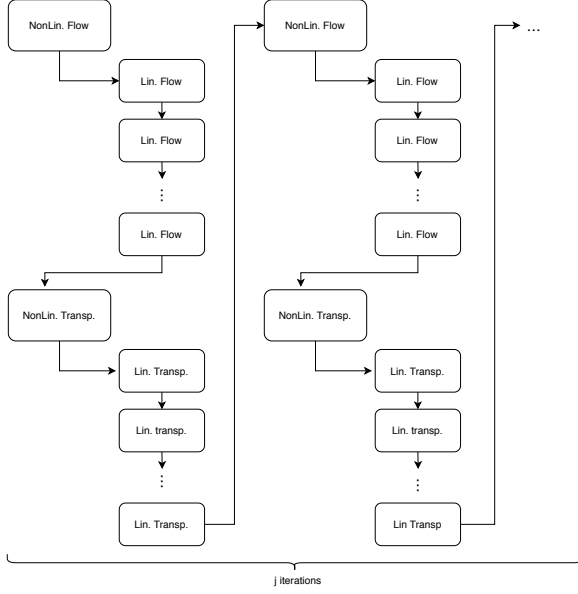 NonLin. Flow
Lin. Flow
Lin. Flow
⋮
Lin. Flow
NonLin. Transp.
Lin. Transp.
Lin. transp.
⋮
Lin. Transp.
NonLin. Flow
Lin. Flow
Lin. Flow
⋮
Lin. Flow
NonLin. Transp.
Lin. Transp.
Lin. transp.
⋮
Lin Transp
...
j iterations